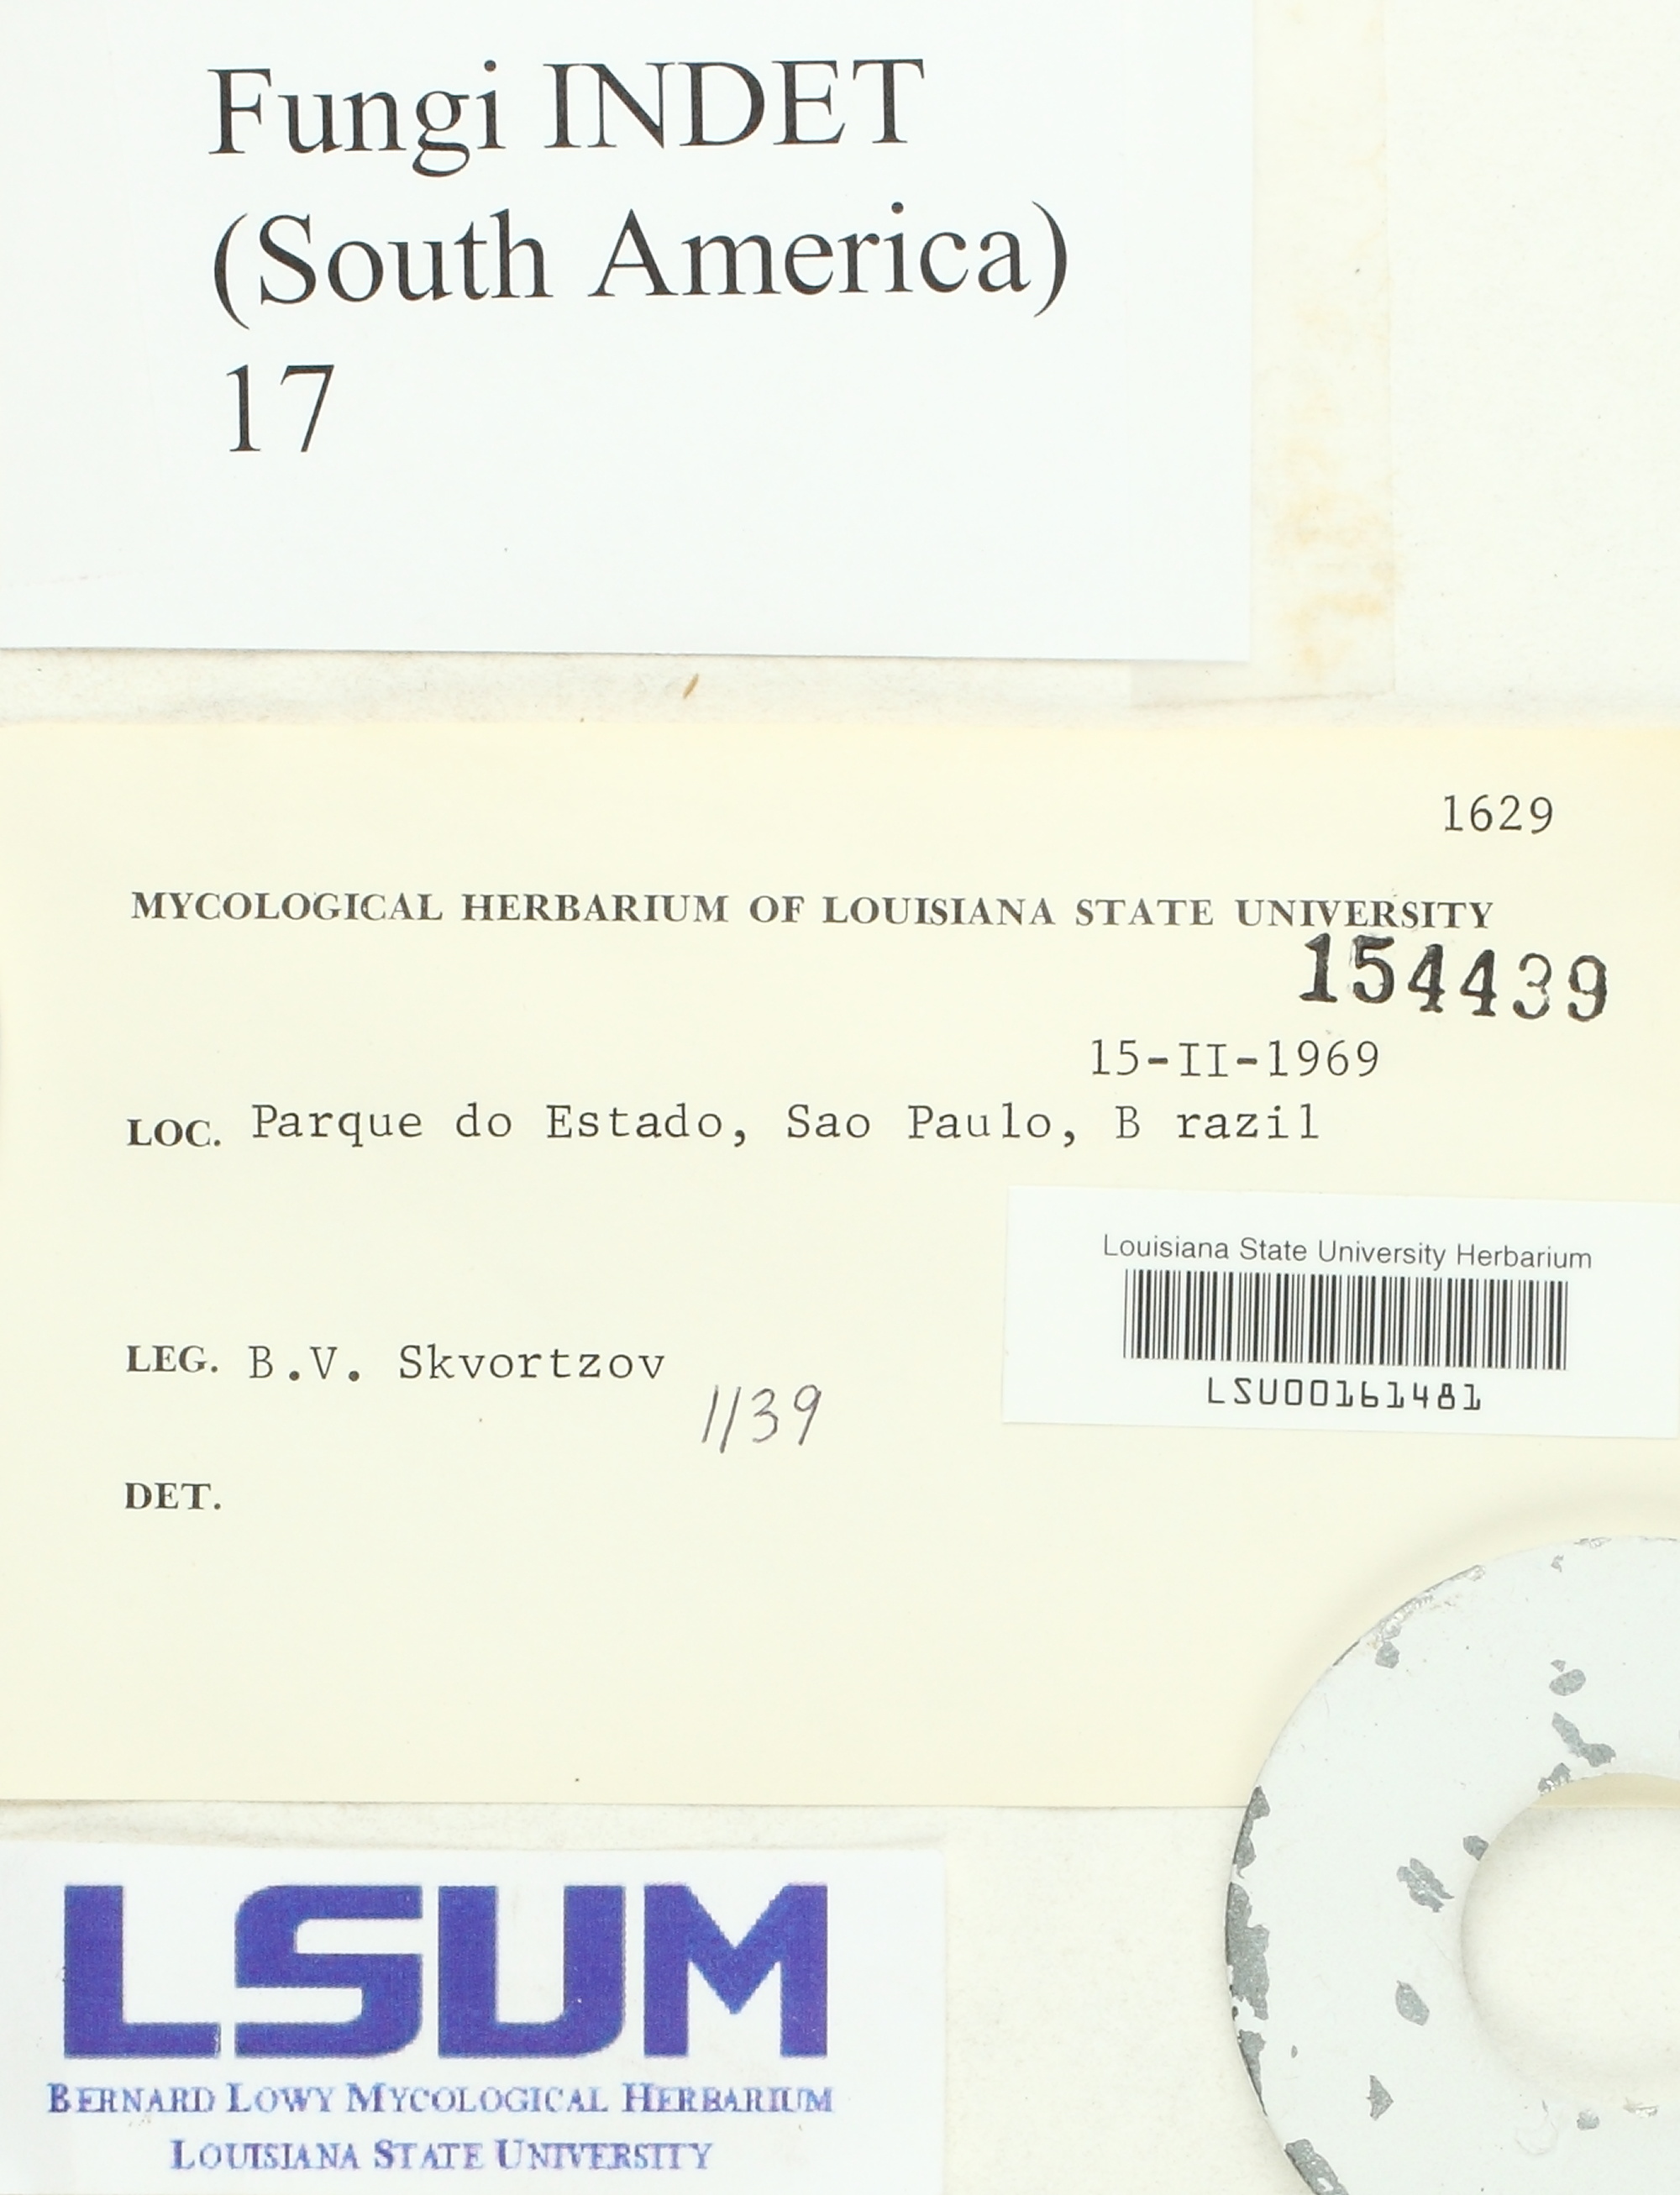 Fungi INDET
(South America)
17
1629
MYCOLOGICAL HERBARIUM OF LOUISIANA STATE UNIVERSITY
154439
15-II-1969
LOC. Parque do Estado, Sao Paulo, B razil
Louisiana State University Herbarium
LSU00161481
LEG. B.V. Skvortzov
1139
DET.
LSUM
BERNARD LOWY MYCOLOGICAL HERBARIUM
LOUISIANA STATE UNIVERSITY